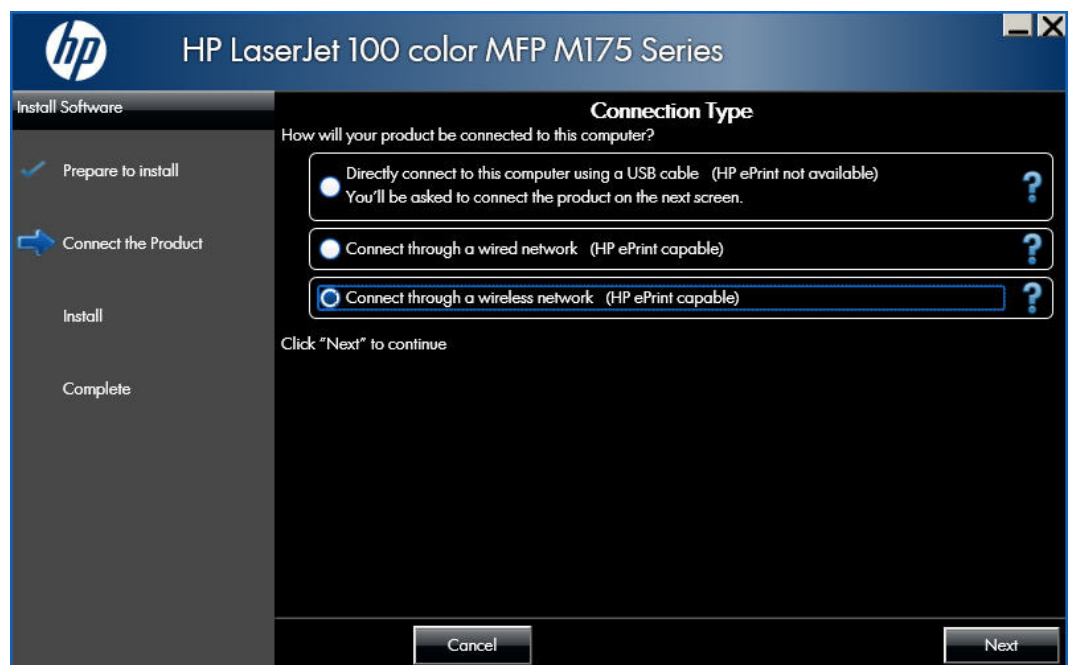 hp
HP LaserJet 100 color MFP M175 Series
Install Software
Prepare to install
Connect the Product
Install
Complete
Connection Type
How will your product be connected to this computer?
Directly connect to this computer using a USB cable (HP ePrint not available)
You'll be asked to connect the product on the next screen.
?
Connect through a wired network (HP ePrint capable)
?
Connect through a wireless network (HP ePrint capable)
?
Click "Next" to continue
Cancel
Next